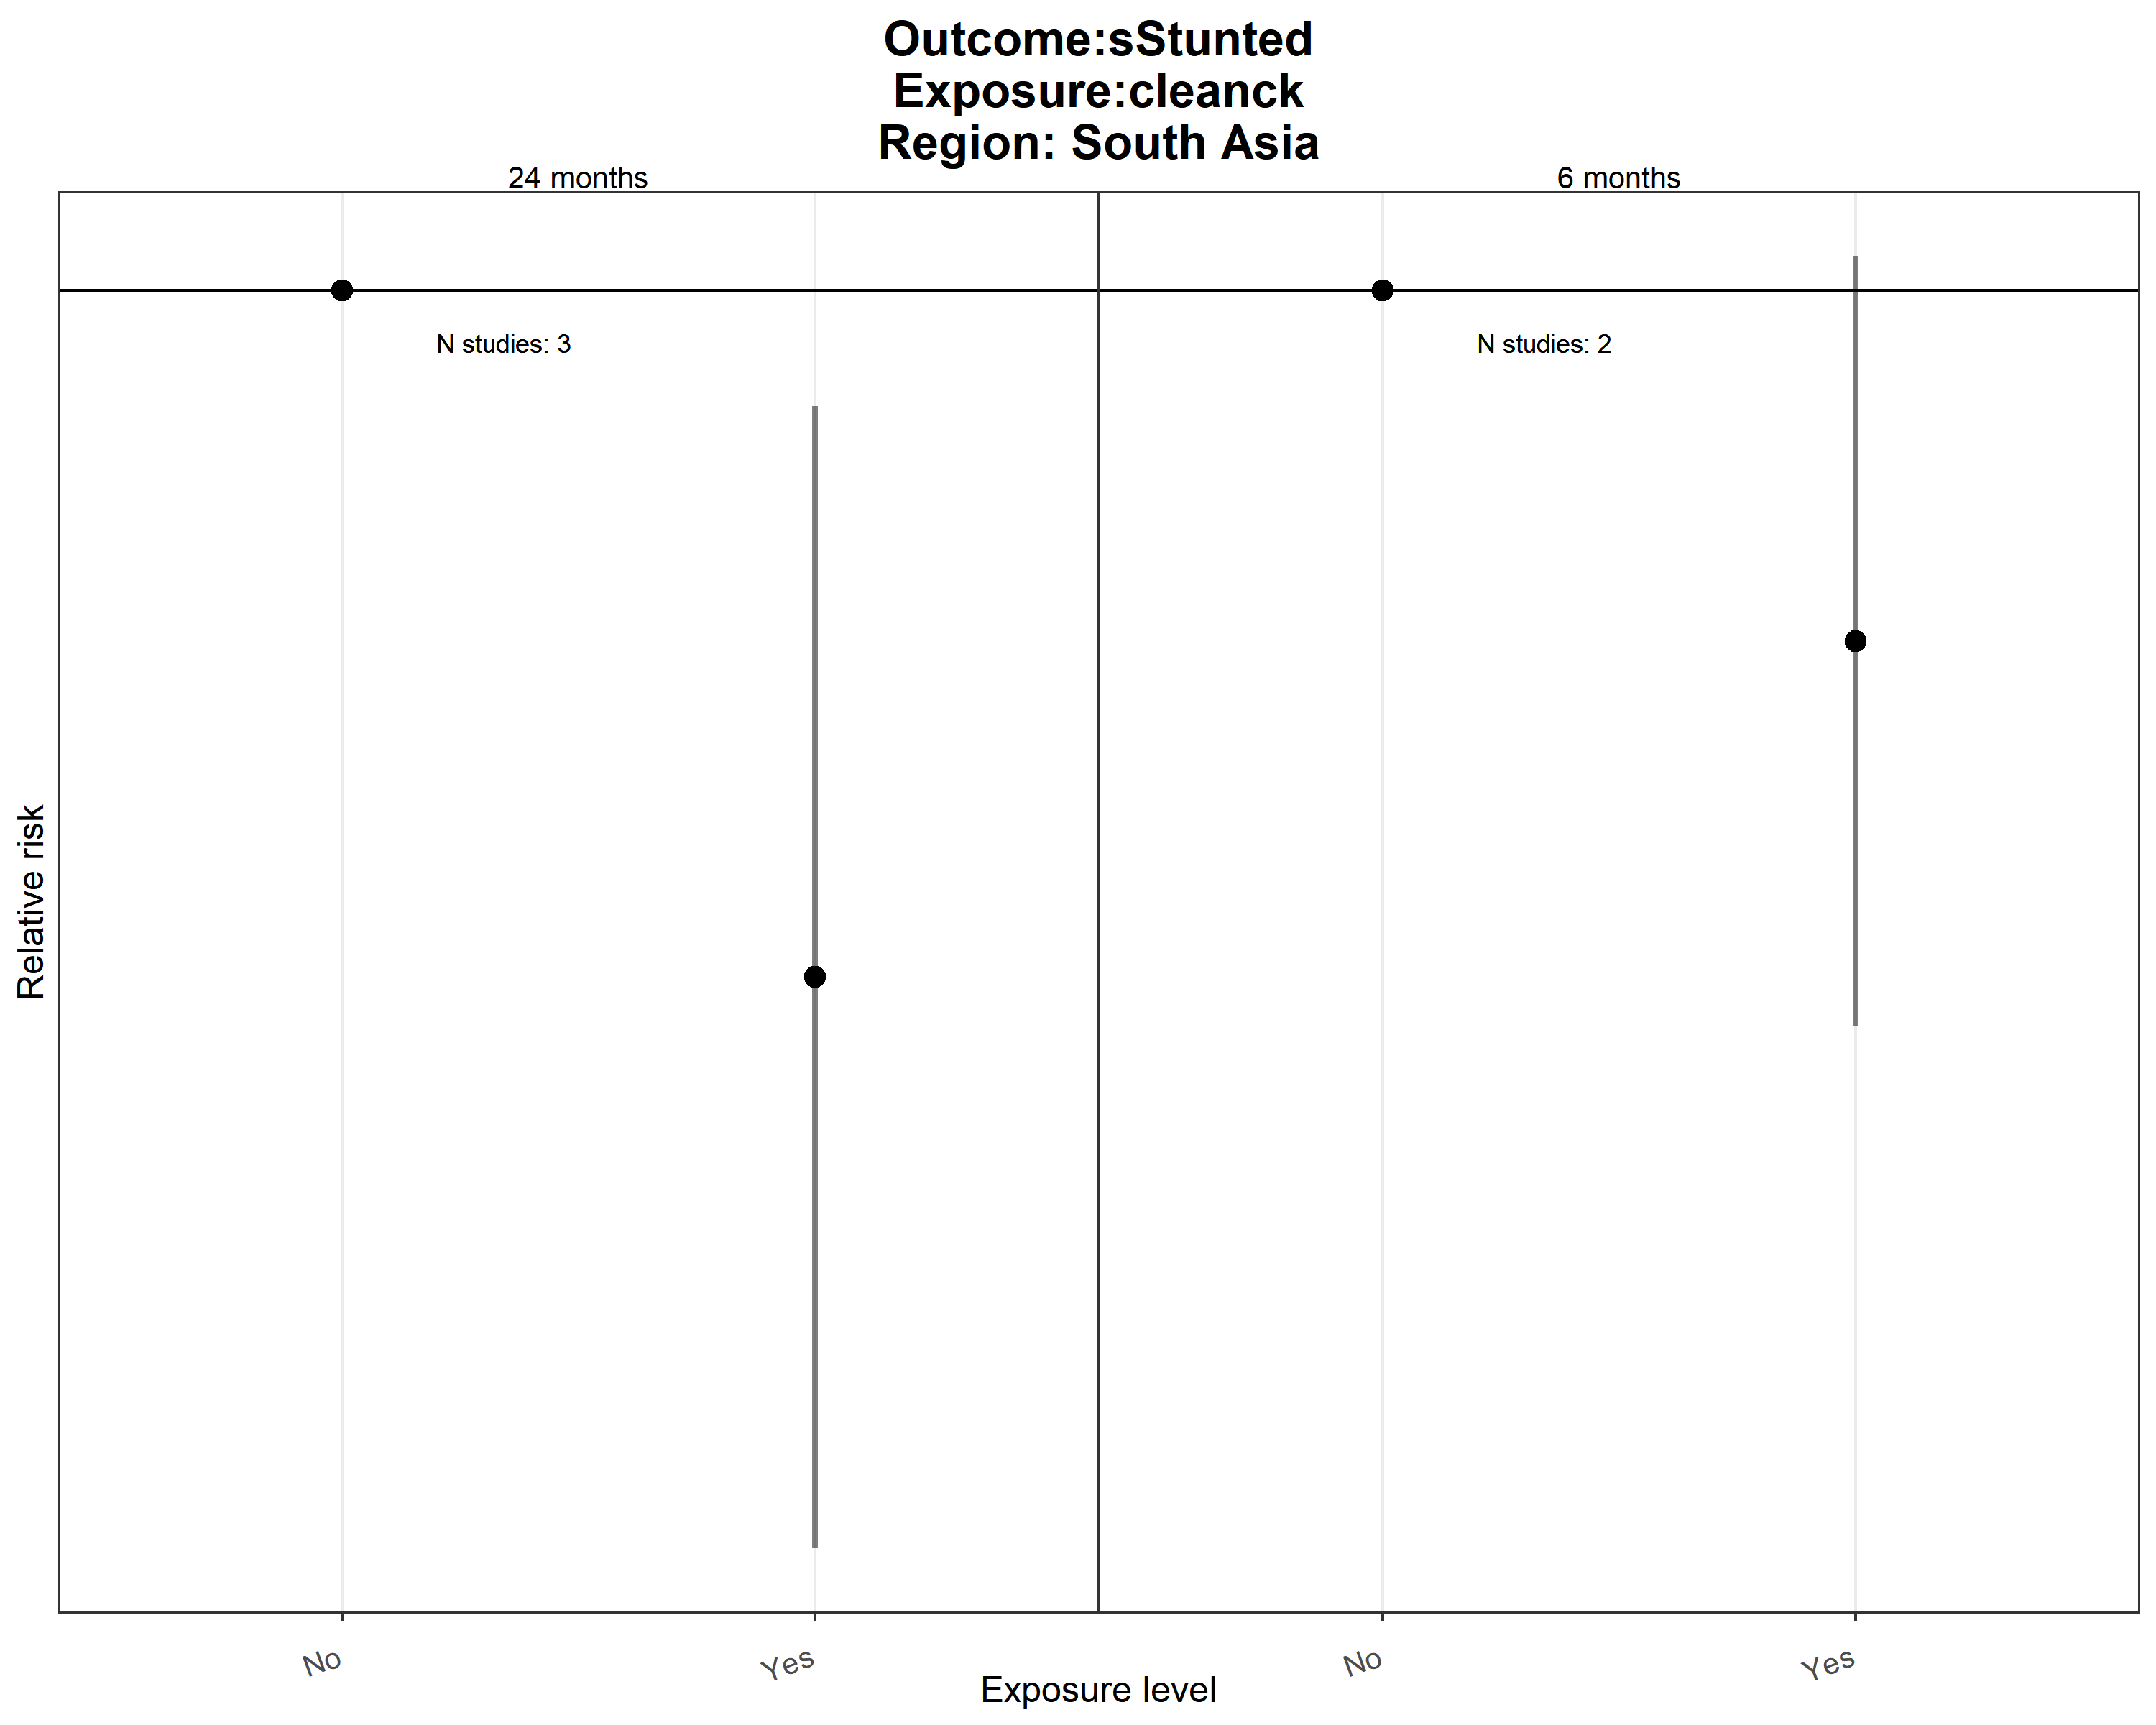 Outcome:sStunted
Exposure:cleanck
Region: South Asia
24 months
6 months
N studies: 3
N studies: 2
Relative risk
No
Yes
No
Yes
Exposure level